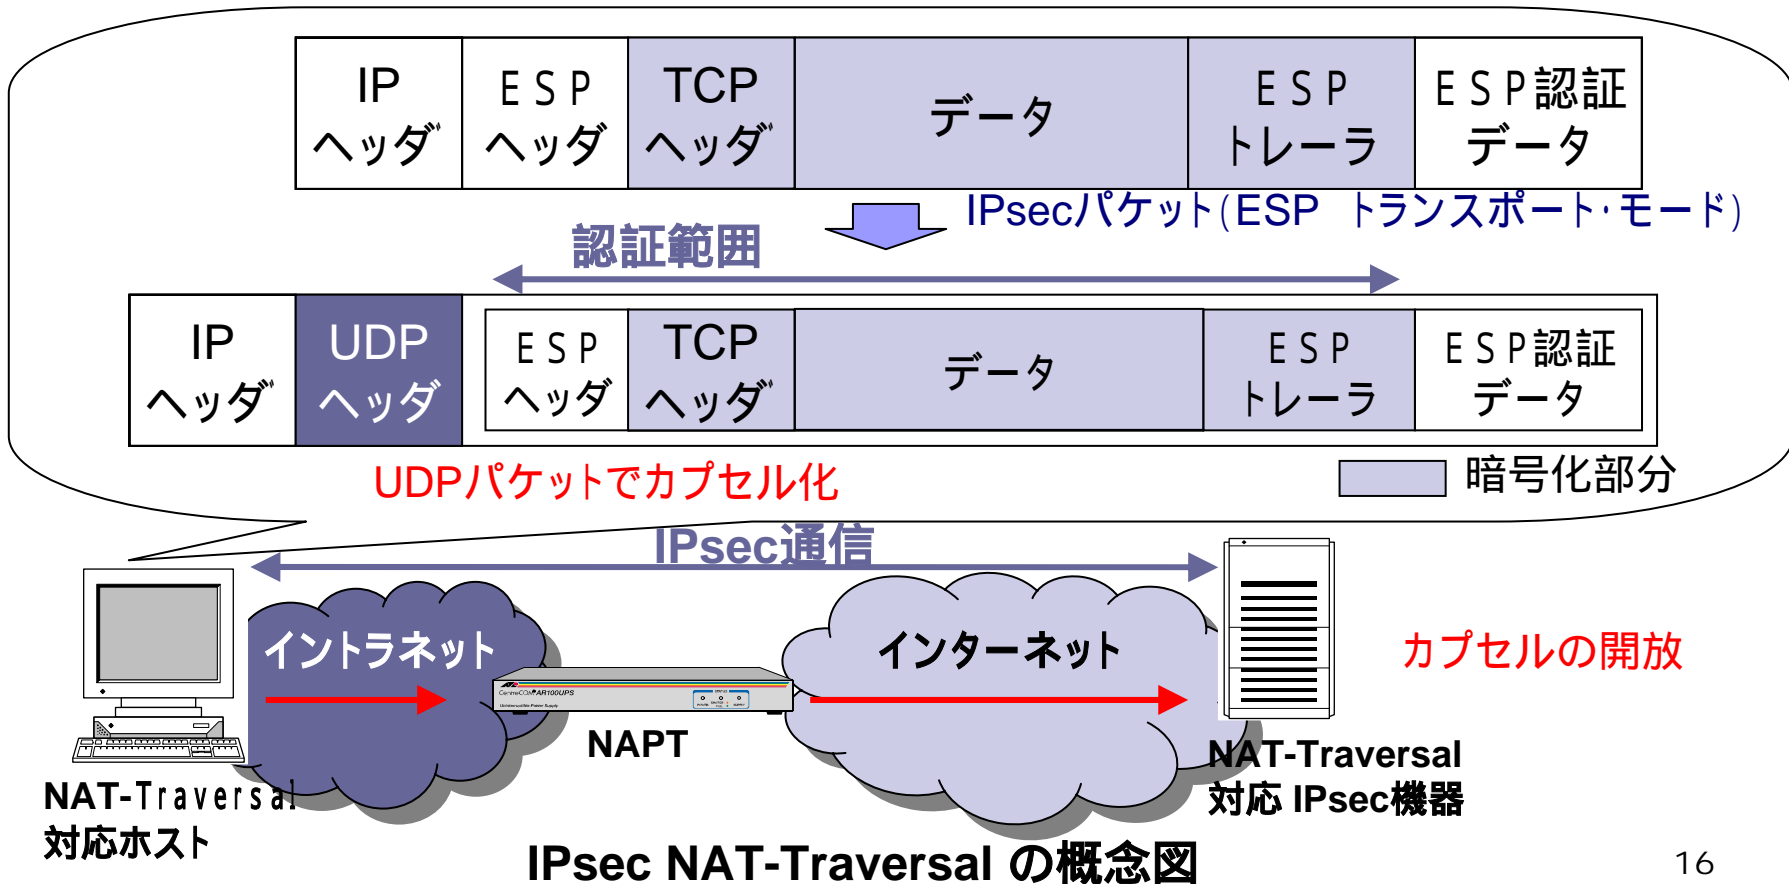 IP
ヘッダ
ESP
ヘッダ
TCP
ヘッダ
データ
ESP
トレーラ
ESP認証
データ
IPsecパケット(ESP トランスポート・モード)
認証範囲
IP
ヘッダ
UDP
ヘッダ
ESP
ヘッダ
TCP
ヘッダ
データ
ESP
トレーラ
ESP認証
データ
UDPパケットでカプセル化
暗号化部分
IPsec通信
イントラネット
インターネット
カプセルの開放
CentreCOM AR100UPS
Uninterruptible Power Supply
NAPT
NAT-Traversal
対応ホスト
NAT-Traversal
対応 IPsec機器
IPsec NAT-Traversal の概念図
16